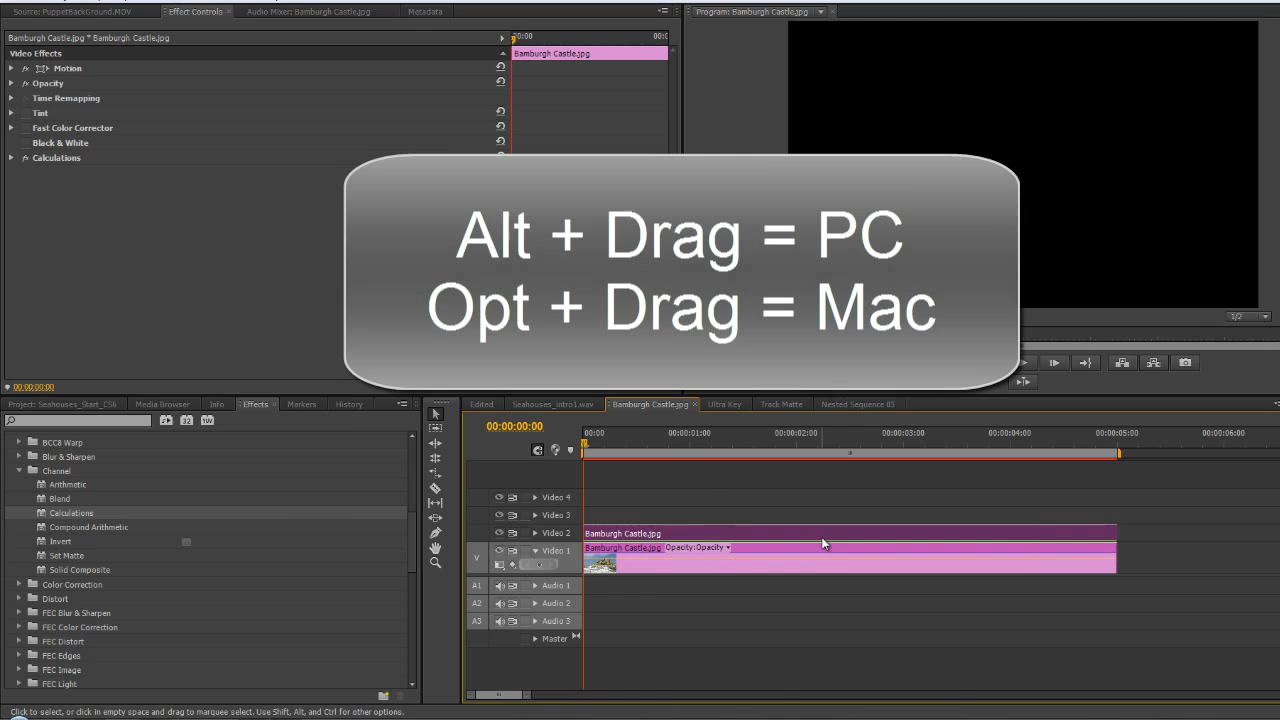 Source: PuppetBackGround.MOV
Effect Controls
Audio Mixer: Bamburgh Castle.jpg
Metadata
Program: Bamburgh Castle.jpg
Bamburgh Castle.jpg * Bamburgh Castle.jpg
Video Effects
Motion
Opacity
Time Remapping
Tint
Fast Color Corrector
Black & White
Calculations
Bamburgh Castle.jpg
Alt + Drag = PC
Opt + Drag = Mac
1/2
00:00:00:00
Project: Seahouses_Start_CS6
Media Browser
Info
Effects
Markers
History
BCC8 Warp
Blur & Sharpen
Channel
Arithmetic
Blend
Calculations
Compound Arithmetic
Invert
Set Matte
Solid Composite
Color Correction
Distort
FEC Blur & Sharpen
FEC Color Correction
FEC Distort
FEC Edges
FEC Image
FEC Light
Edited
Seahouses_intro1.wav
Bamburgh Castle.jpg
Ultra Key
Track Matte
Nested Sequence 03
00:00:00:00
00:00 00:00:01:00 00:00:02:00 00:00:03:00 00:00:04:00 00:00:05:00 00:00:06:00
Video 4
Video 3
Video 2
Bamburgh Castle.jpg
V Video 1
Bamburgh Castle.jpg Opacity:Opacity
A1 Audio 1
A2 Audio 2
A3 Audio 3
Master
Click to select, or click in empty space and drag to marquee select. Use Shift, Alt, and Ctrl for other options.